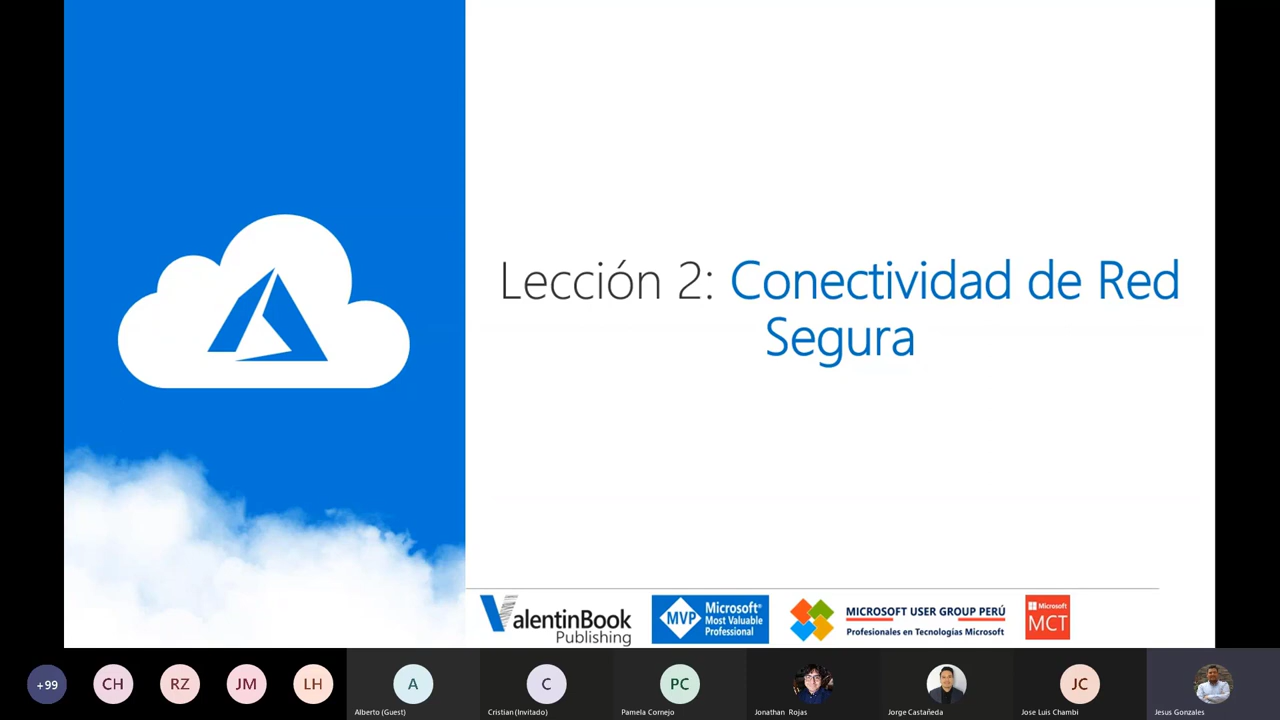 Lección 2: Conectividad de Red
Segura
ValentinBook
Publishing
MVP
Microsoft®
Most Valuable
Professional
MICROSOFT USER GROUP PERÚ
Profesionales en Tecnologías Microsoft
Microsoft
MCT
+99
CH
RZ
JM
LH
A
C
PC
JC
Alberto (Guest)
Cristian (Invitado)
Pamela Cornejo
Jonathan Rojas
Jorge Castañeda
Jose Luis Chambi
Jesus Gonzales